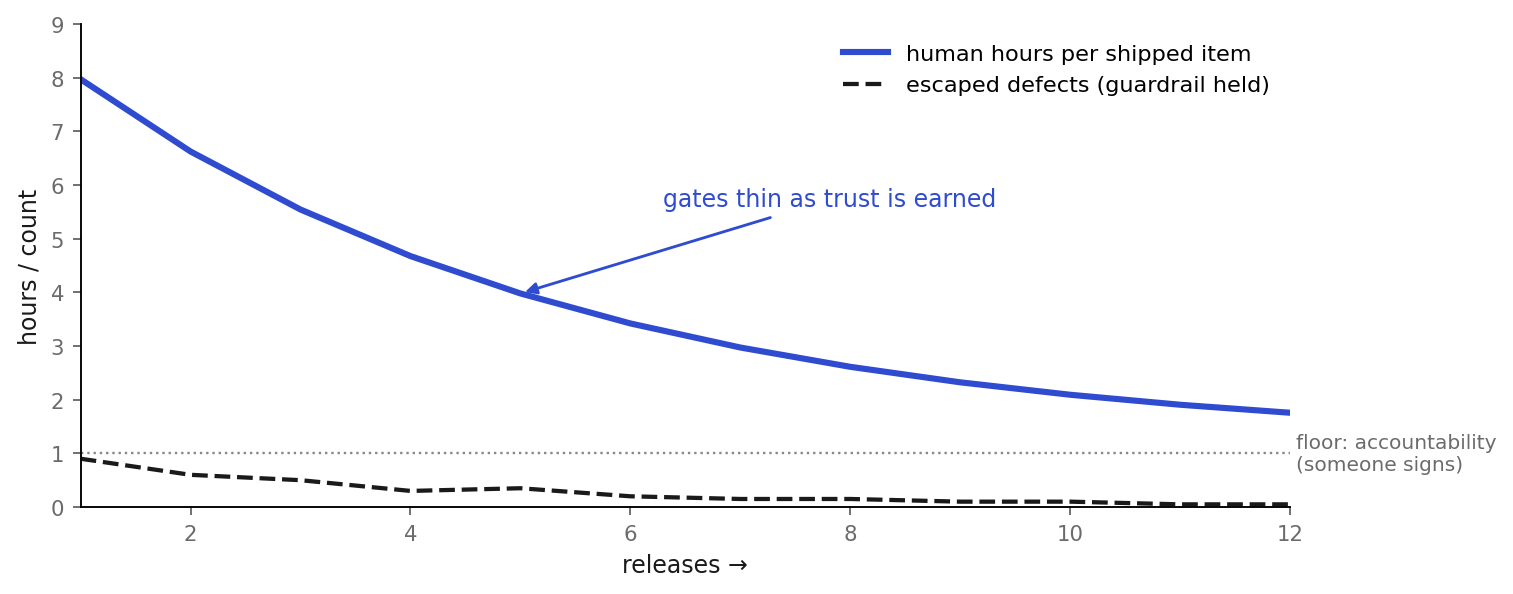 human hours per shipped item
escaped defects (guardrail held)
gates thin as trust is earned
floor: accountability
(someone signs)
hours / count
9
8
7
6
5
4
3
2
1
0
2
4
6
8
10
12
releases →